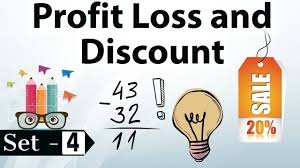 Profit Loss and
Discount
43
- 32
11
!
SALE
20%
Set - 4